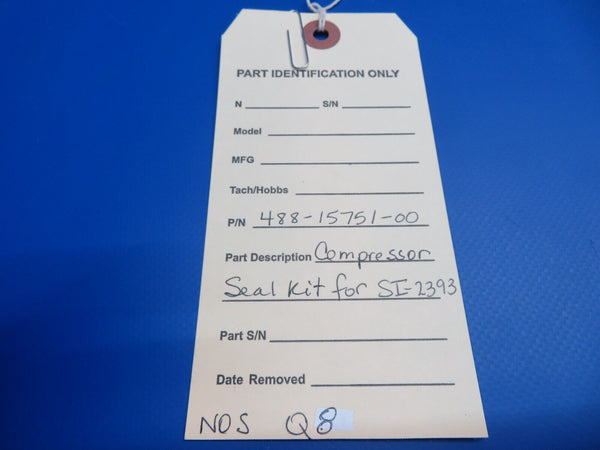 PART IDENTIFICATION ONLY
N S/N
Model
MFG
Tach/Hobbs
P/N 488-15751-00
Part Description Compressor
Seal Kit for SI-2393
Part S/N
Date Removed
NOS Q8